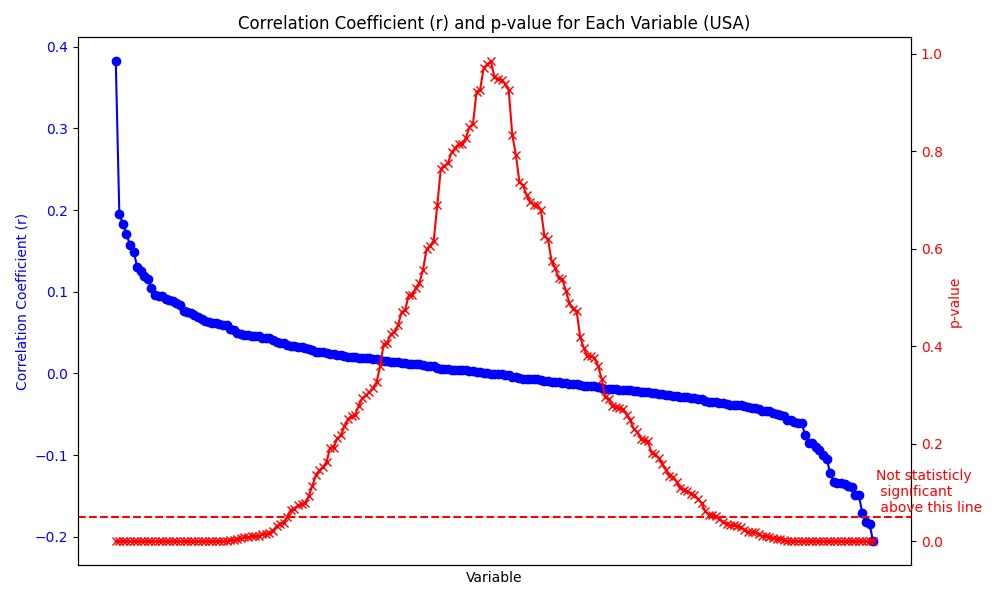 Correlation Coefficient (r) and p-value for Each Variable (USA)
Correlation Coefficient (r)
0.4
0.3
0.2
0.1
0.0
−0.1
−0.2
1.0
0.8
0.6
0.4
0.2
0.0
p-value
Not statisticly
significant
above this line
Variable